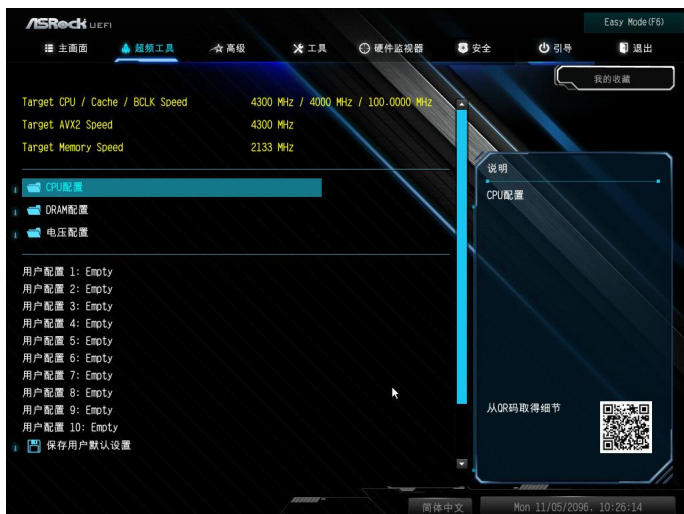 ASRock UEFI
Easy Mode(F6)
主画面 超频工具 高级 工具 硬件监视器 安全 引导 退出
我的收藏
Target CPU / Cache / BCLK Speed 4300 MHz / 4000 MHz / 100.0000 MHz
Target AVX2 Speed 4300 MHz
Target Memory Speed 2133 MHz
说明
CPU配置
CPU配置
DRAM配置
电压配置
用户配置 1: Empty
用户配置 2: Empty
用户配置 3: Empty
用户配置 4: Empty
用户配置 5: Empty
用户配置 6: Empty
用户配置 7: Empty
用户配置 8: Empty
用户配置 9: Empty
用户配置 10: Empty
从QR码取得细节
保存用户默认设置
简体中文
Mon 11/05/2096. 10:26:14